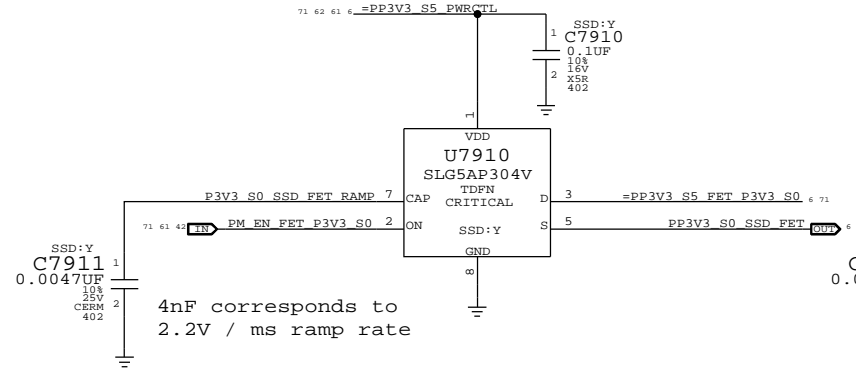 71 62 61 6 =PP3V3_S5_PWRCTL
SSD:Y
1
C7910
0.1UF
10%
16V
X5R
402
2
1
VDD
U7910
SLG5AP304V
TDFN
CRITICAL
SSD:Y
GND
8
P3V3_S0_SSD_FET_RAMP 7 CAP
D 3 =PP3V3_S5_FET_P3V3_S0 6 71
71 61 42 IN PM_EN_FET_P3V3_S0 2 ON
S 5 PP3V3_S0_SSD_FET OUT 6
SSD:Y
C7911 1
0.0047UF
10%
25V
CERM 2
402
4nF corresponds to
2.2V / ms ramp rate
C
0.0